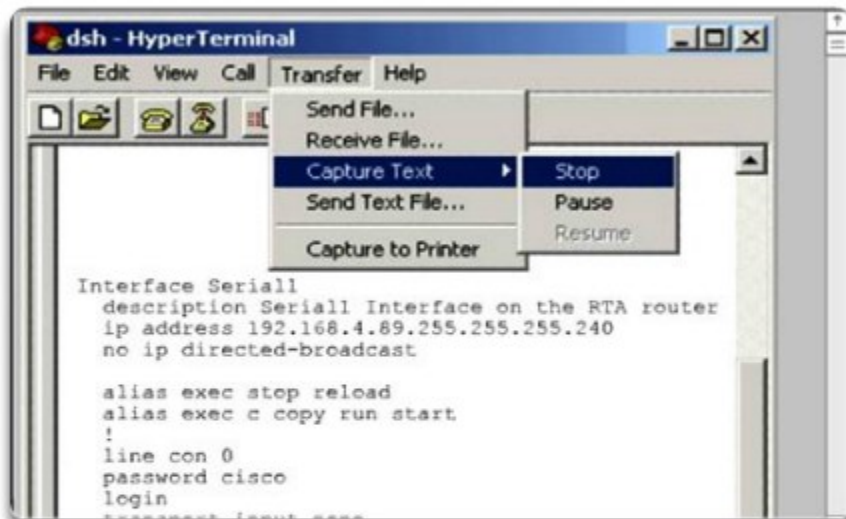 dsh - HyperTerminal
File Edit View Call Transfer Help
Send File...
Receive File...
Capture Text
Send Text File...
Capture to Printer
Stop
Pause
Resume
Interface Serial1
description Serial1 Interface on the RTA router
ip address 192.168.4.89.255.255.255.240
no ip directed-broadcast
alias exec stop reload
alias exec c copy run start
!
line con 0
password cisco
login
transport input none